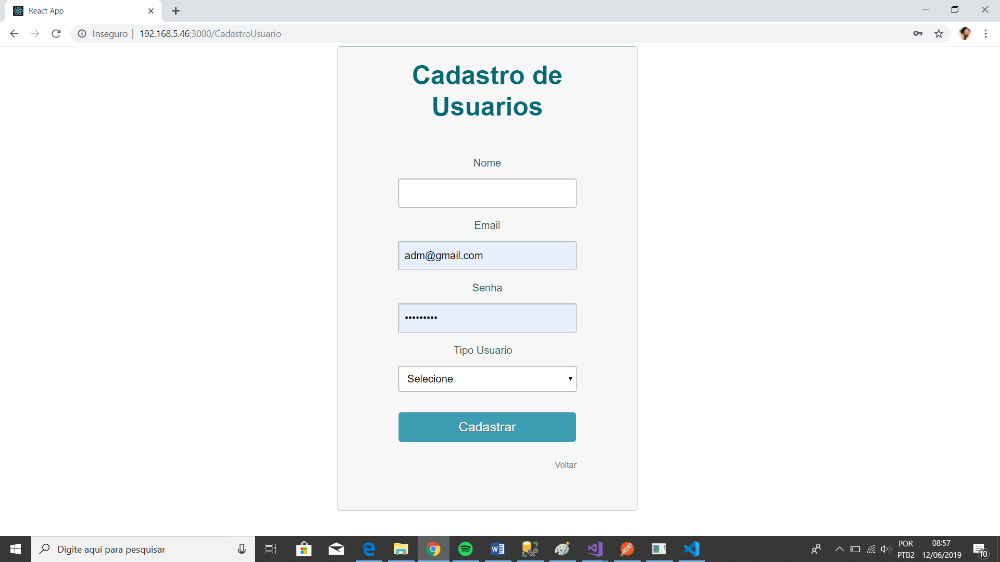 React App
Inseguro | 192.168.5.46:3000/CadastroUsuario
Cadastro de
Usuarios
Nome
Email
adm@gmail.com
Senha
•••••••••
Tipo Usuario
Selecione
Cadastrar
Voltar
Digite aqui para pesquisar
POR
PTB2
08:57
12/06/2019
10